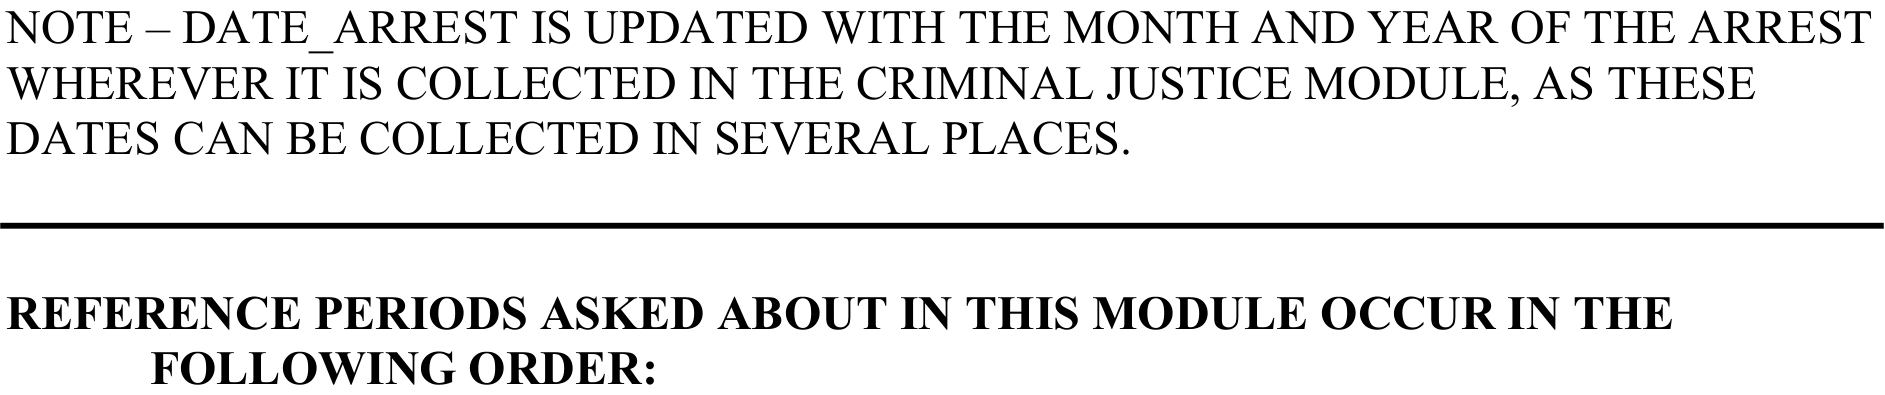 NOTE – DATE_ARREST IS UPDATED WITH THE MONTH AND YEAR OF THE ARREST
WHEREVER IT IS COLLECTED IN THE CRIMINAL JUSTICE MODULE, AS THESE
DATES CAN BE COLLECTED IN SEVERAL PLACES.
REFERENCE PERIODS ASKED ABOUT IN THIS MODULE OCCUR IN THE
FOLLOWING ORDER: